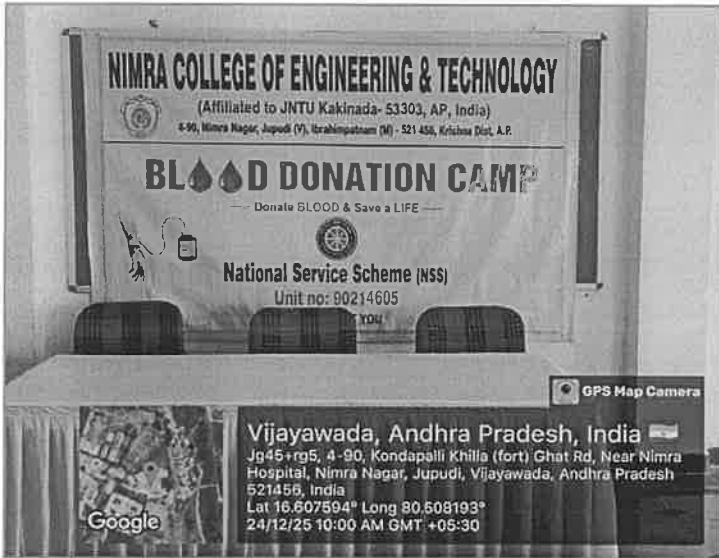 NIMRA COLLEGE OF ENGINEERING & TECHNOLOGY
(Affiliated to JNTU Kakinada- 53303, AP, India)
4-90, Nimra Nagar, Jupudi (V), Ibrahimpatnam (M) - 521 456, Krishna Dist, A.P.
BLD DONATION CAMP
Donate BLOOD & Save a LIFE
National Service Scheme (NSS)
Unit no: 90214605
YOU
GPS Map Camera
Vijayawada, Andhra Pradesh, India
Jg45+rg5, 4-90, Kondapalli Khilla (fort) Ghat Rd, Near Nimra
Hospital, Nimra Nagar, Jupudi, Vijayawada, Andhra Pradesh
521456, India
Lat 16.607594° Long 80.508193°
24/12/25 10:00 AM GMT +05:30
Google